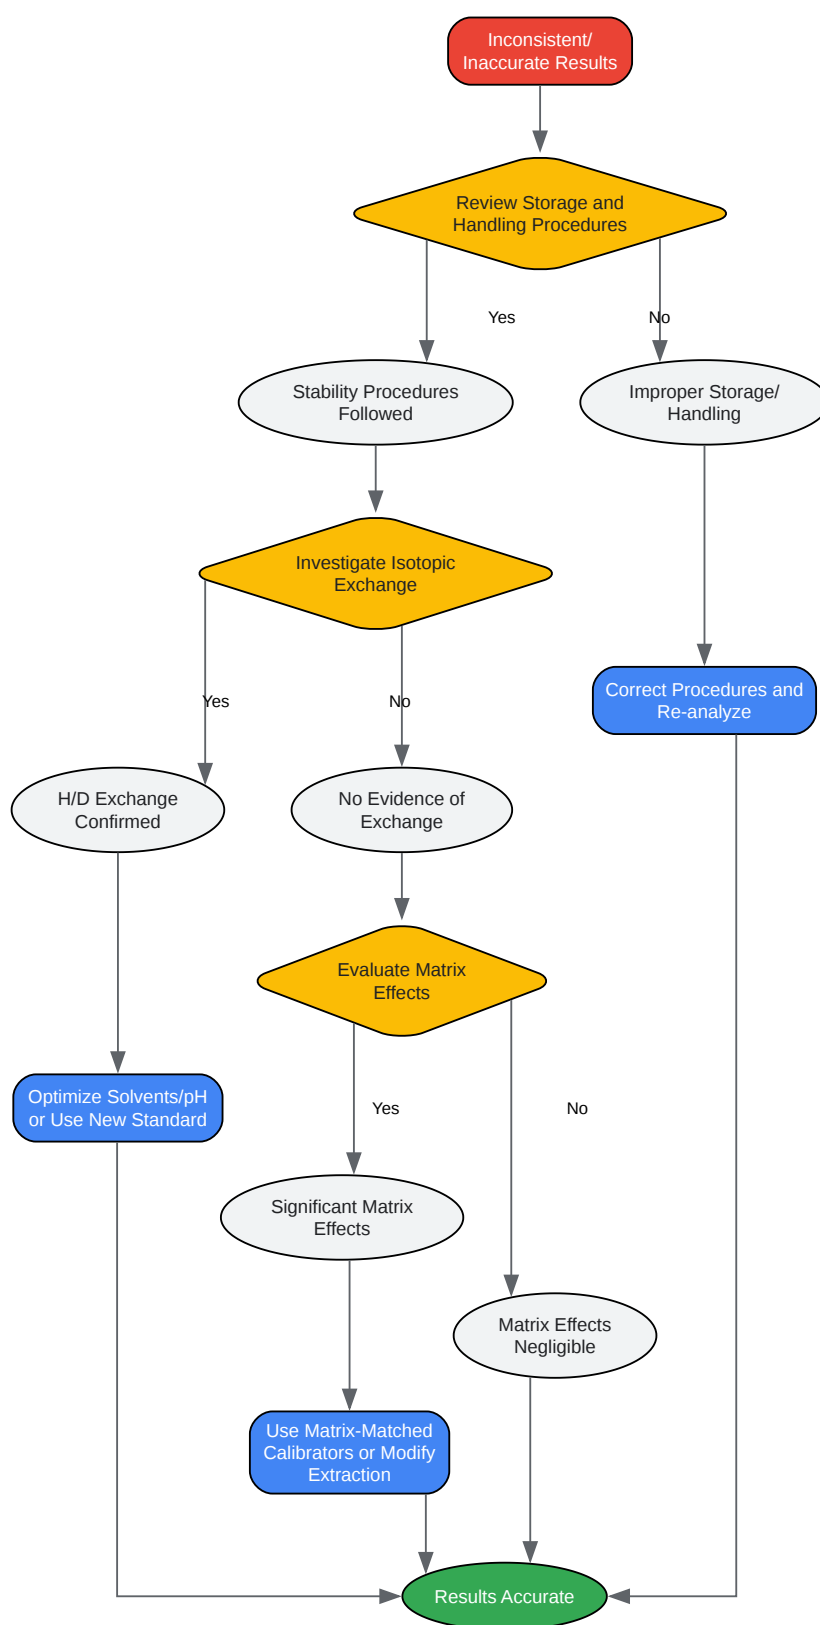 Inconsistent/
Inaccurate Results
Review Storage and
Handling Procedures
Yes
No
Stability Procedures
Followed
Improper Storage/
Handling
Investigate Isotopic
Exchange
Correct Procedures and
Re-analyze
Yes
No
H/D Exchange
Confirmed
No Evidence of
Exchange
Evaluate Matrix
Effects
Optimize Solvents/pH
or Use New Standard
Yes
No
Significant Matrix
Effects
Matrix Effects
Negligible
Use Matrix-Matched
Calibrators or Modify
Extraction
Results Accurate